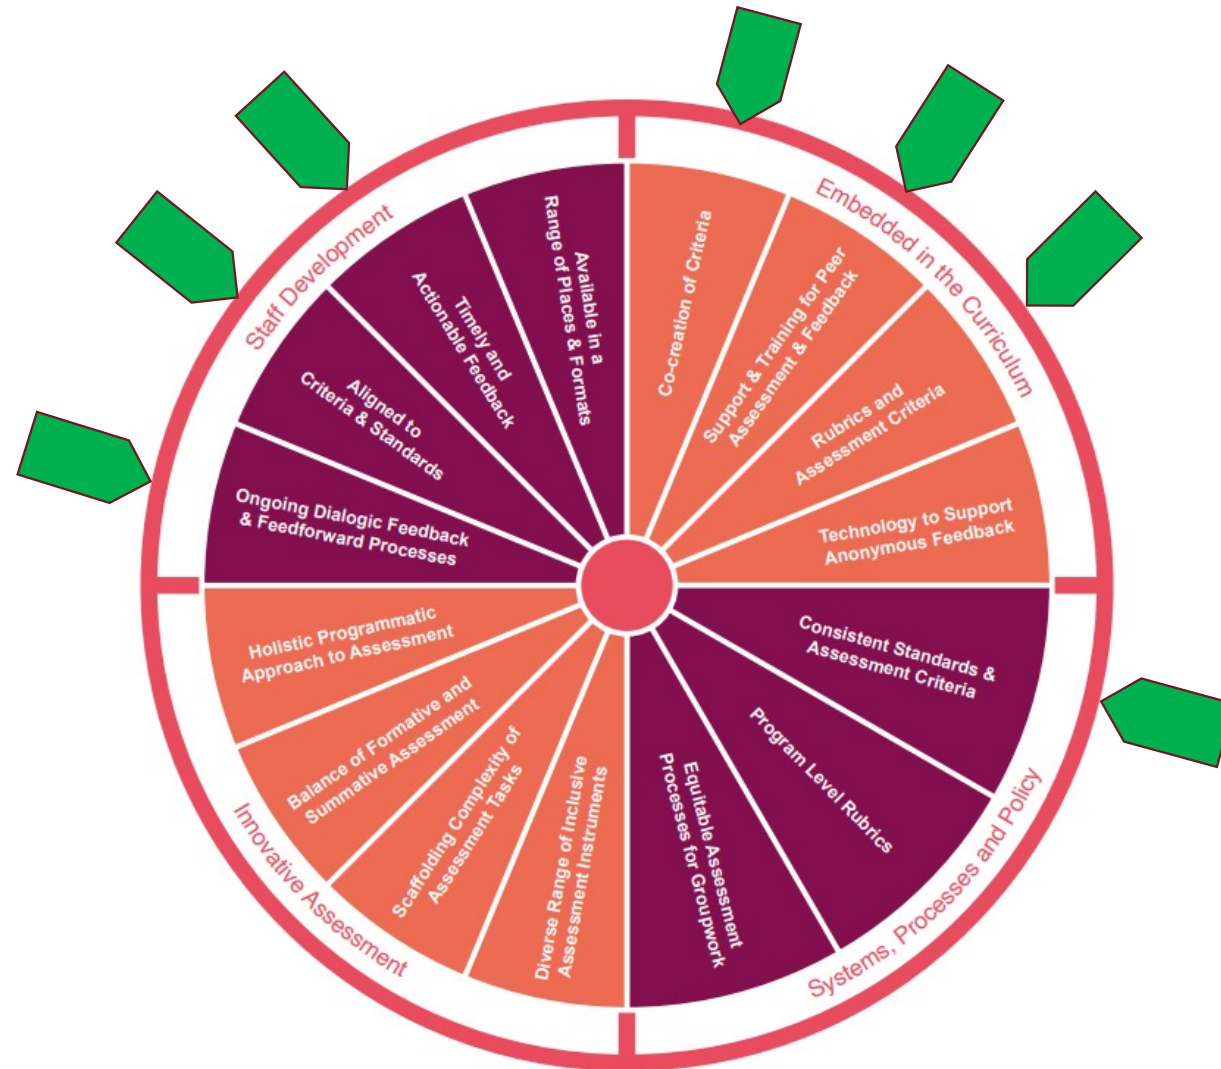 Staff Development
Embedded in the Curriculum
Systems, Processes and Policy
Innovative Assessment
Co-creation of Criteria
Support & Training for Peer
Assessment & Feedback
Rubrics and
Assessment Criteria
Technology to Support
Anonymous Feedback
Consistent Standards &
Assessment Criteria
Program Level Rubrics
Equitable Assessment
Processes for Groupwork
Diverse Range of Inclusive
Assessment Instruments
Scaffolding Complexity of
Assessment Tasks
Balance of Formative and
Summative Assessment
Holistic Programmatic
Approach to Assessment
Ongoing Dialogic Feedback
& Feedforward Processes
Aligned to
Criteria & Standards
Timely and
Actionable Feedback
Available in a
Range of Places & Formats